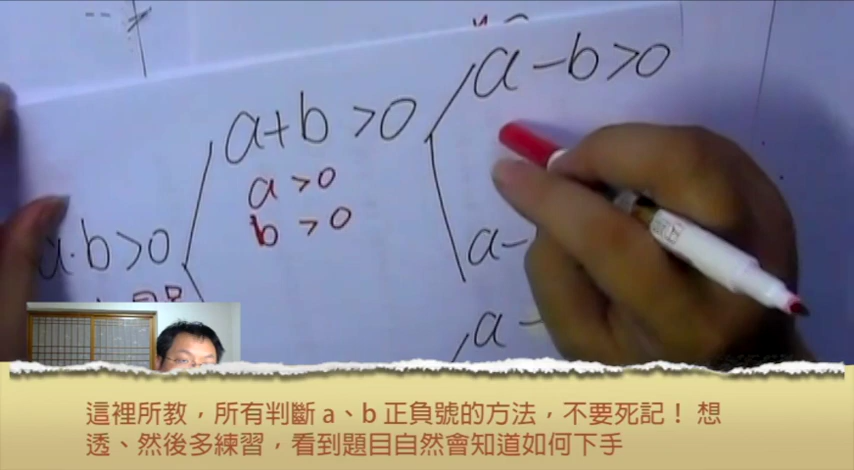 a-b>0
a+b >0
a >0
b >0
a·b>0
a-
a-
這裡所教，所有判斷 a、b 正負號的方法，不要死記！ 想
透、然後多練習，看到題目自然會知道如何下手